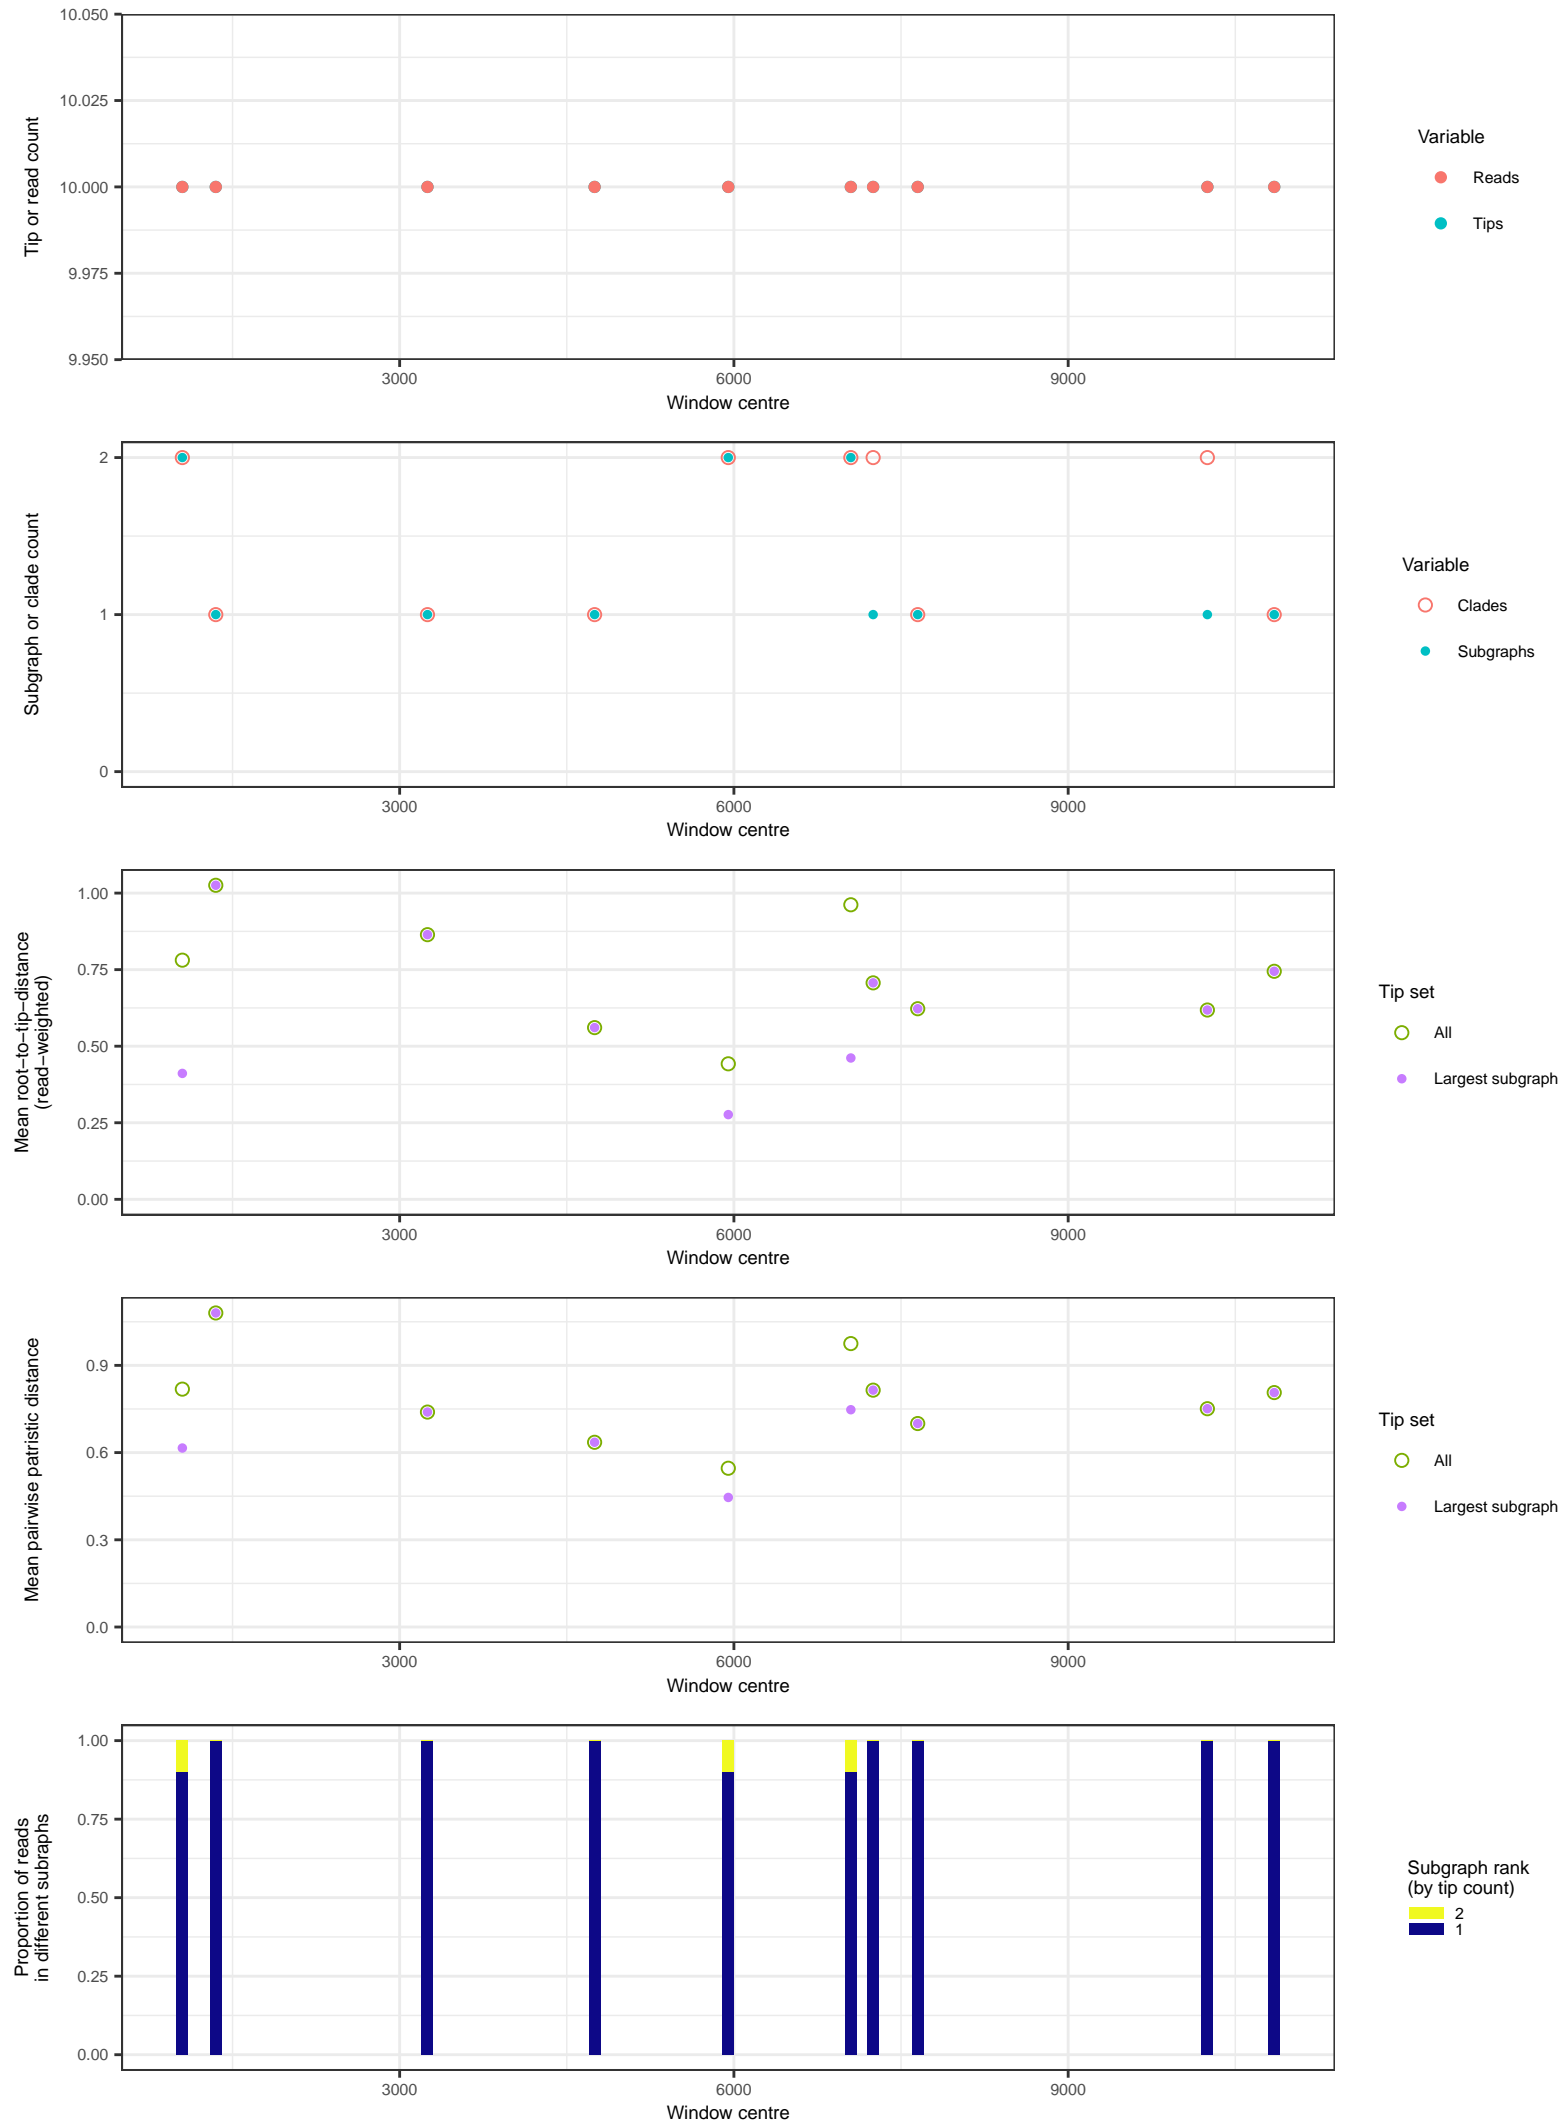 10.050
10.025
10.000
9.975
9.950
Tip or read count
3000
6000
9000
Window centre
Variable
Reads
Tips
2
1
0
Subgraph or clade count
3000
6000
9000
Window centre
Variable
Clades
Subgraphs
1.00
0.75
0.50
0.25
0.00
Mean root−to−tip−distance
(read−weighted)
3000
6000
9000
Window centre
Tip set
All
Largest subgraph
0.9
0.6
0.3
0.0
Mean pairwise patristic distance
3000
6000
9000
Window centre
Tip set
All
Largest subgraph
1.00
0.75
0.50
0.25
0.00
Proportion of reads
in different subraphs
3000
6000
9000
Window centre
Subgraph rank
(by tip count)
2
1